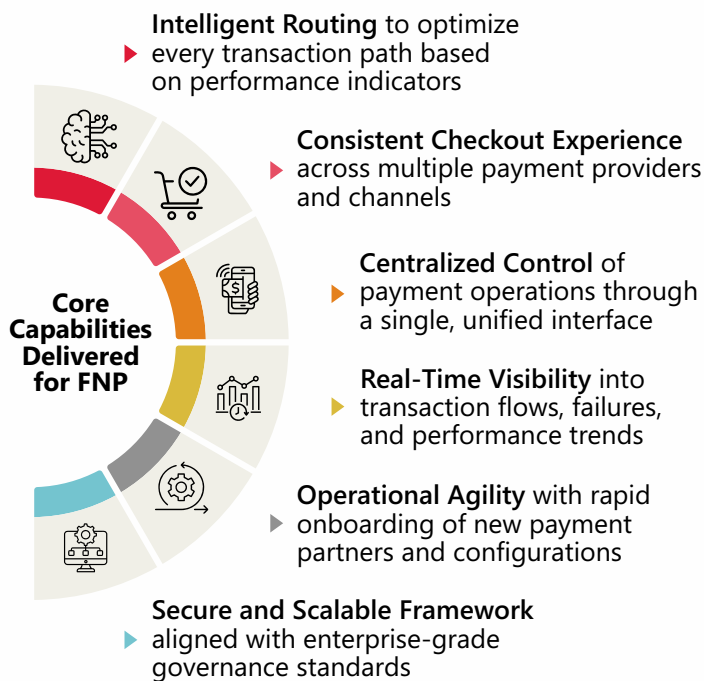 Intelligent Routing to optimize
every transaction path based
on performance indicators
Consistent Checkout Experience
across multiple payment providers
and channels
Core
Capabilities
Delivered
for FNP
Centralized Control of
payment operations through
a single, unified interface
Real-Time Visibility into
transaction flows, failures,
and performance trends
Operational Agility with rapid
onboarding of new payment
partners and configurations
Secure and Scalable Framework
aligned with enterprise-grade
governance standards
$